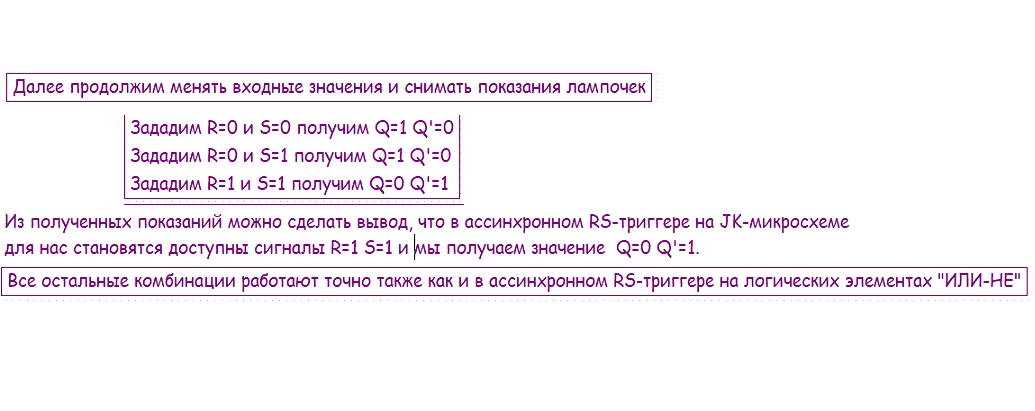 Далее продолжим менять входные значения и снимать показания лампочек
Зададим R=0 и S=0 получим Q=1 Q'=0
Зададим R=0 и S=1 получим Q=1 Q'=0
Зададим R=1 и S=1 получим Q=0 Q'=1
Из полученных показаний можно сделать вывод, что в ассинхронном RS-триггере на JK-микросхеме
для нас становятся доступны сигналы R=1 S=1 и мы получаем значение  Q=0 Q'=1.
Все остальные комбинации работают точно также как и в ассинхронном RS-триггере на логических элементах "ИЛИ-НЕ"